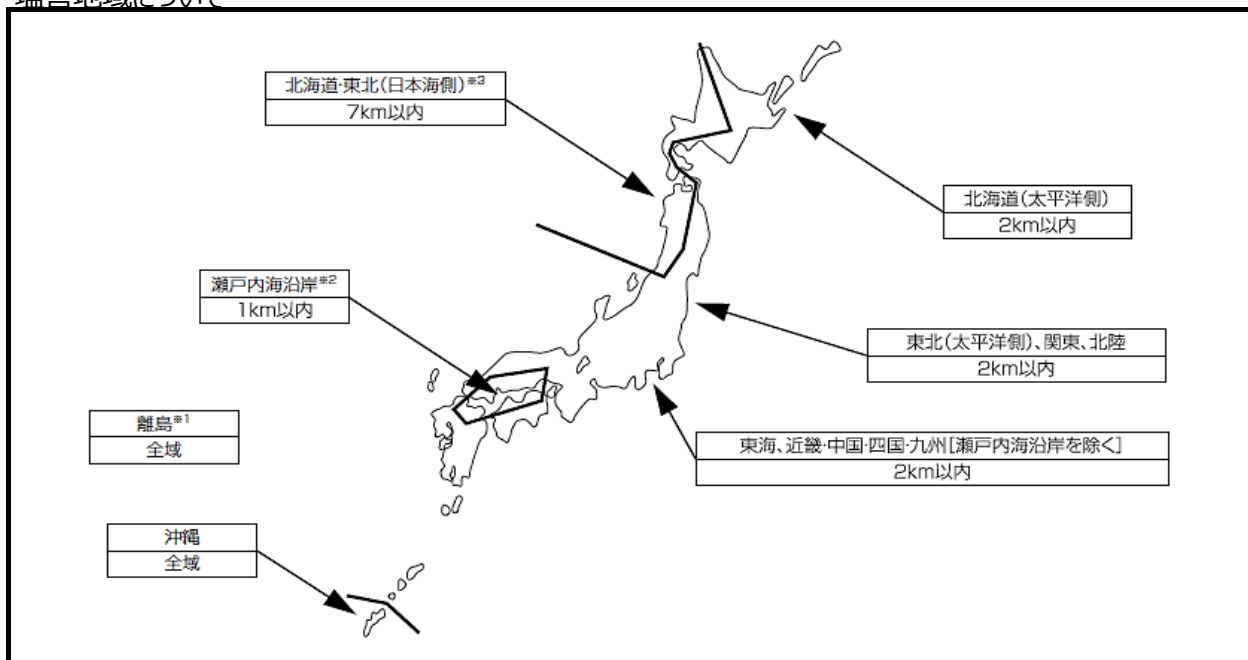 塩害地域について
北海道・東北(日本海側)※3
7km以内
北海道(太平洋側)
2km以内
瀬戸内海沿岸※2
1km以内
東北(太平洋側)、関東、北陸
2km以内
離島※1
全域
東海、近畿・中国・四国・九州[瀬戸内海沿岸を除く]
2km以内
沖縄
全域